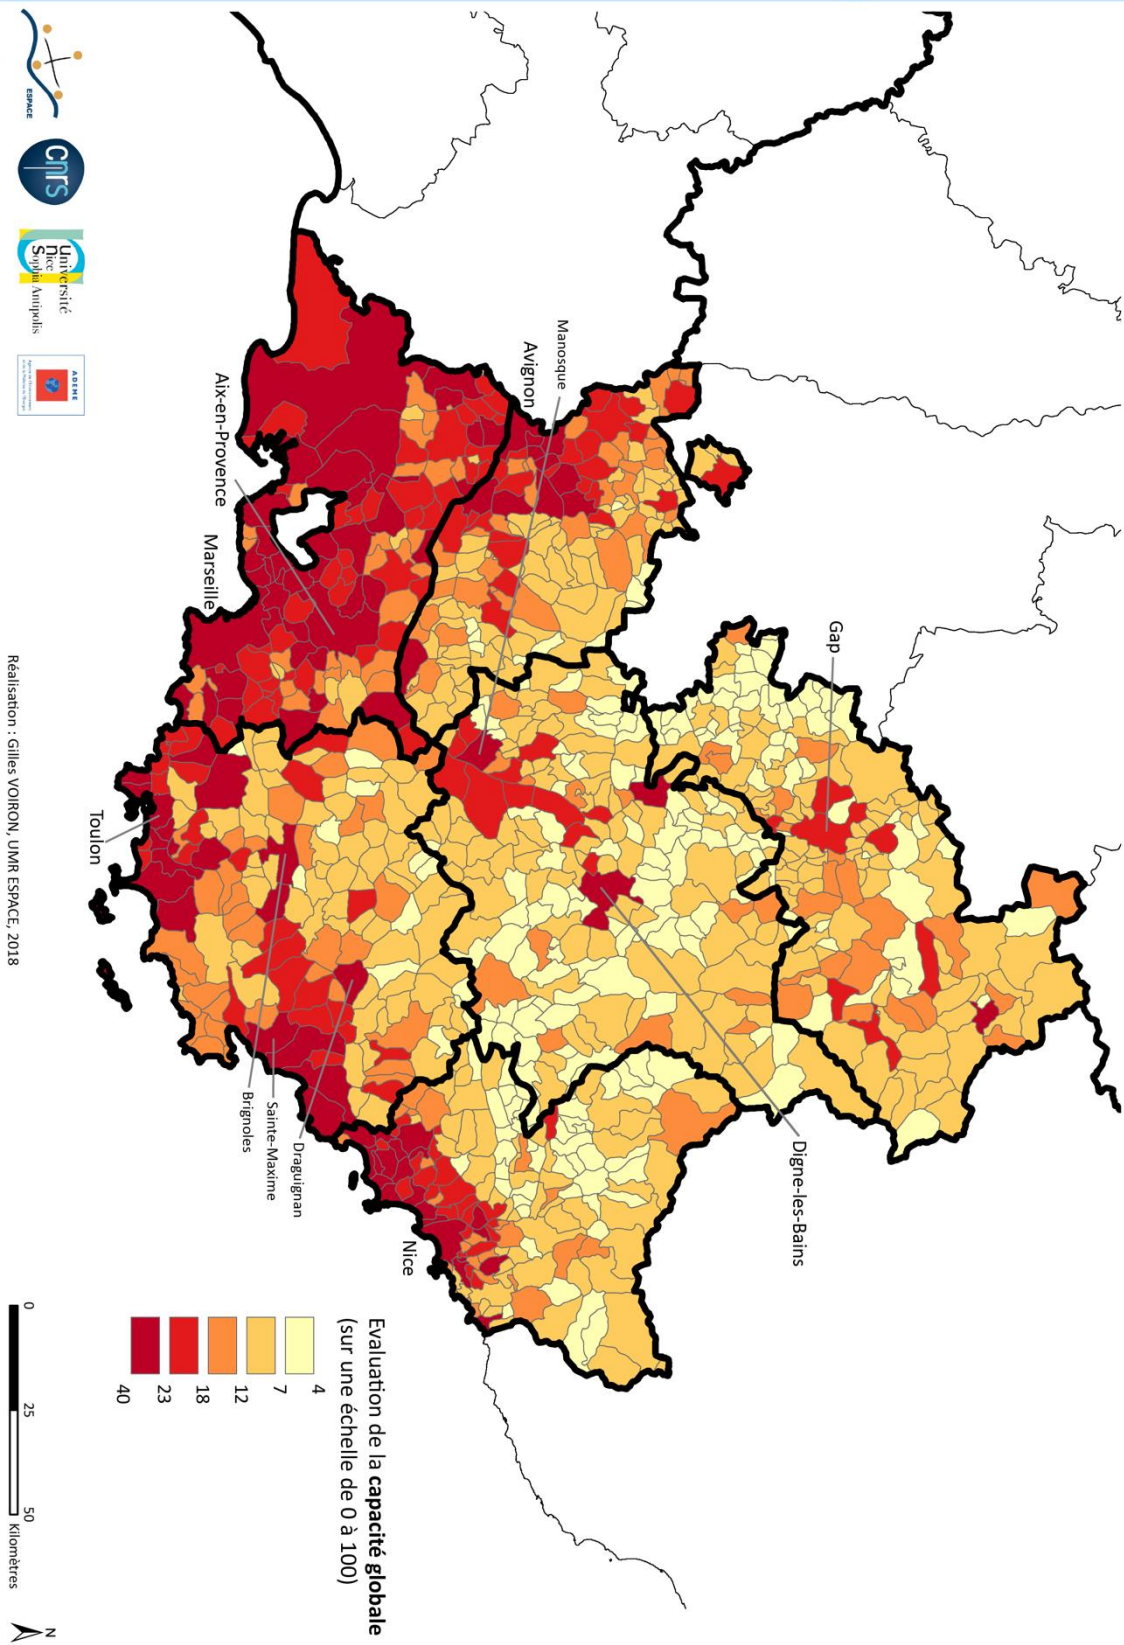 Evaluation de la capacité globale
(sur une échelle de 0 à 100)
4
7
12
18
23
40
Gap
Digne-les-Bains
Manosque
Avignon
Aix-en-Provence
Marseille
Toulon
Draguignan
Sainte-Maxime
Brignoles
Nice
0 25 50 Kilomètres
N
ESPACE
cnrs
Université
nice
Sophia Antipolis
ADEME
Réalisation : Gilles VOIRON, UMR ESPACE, 2018